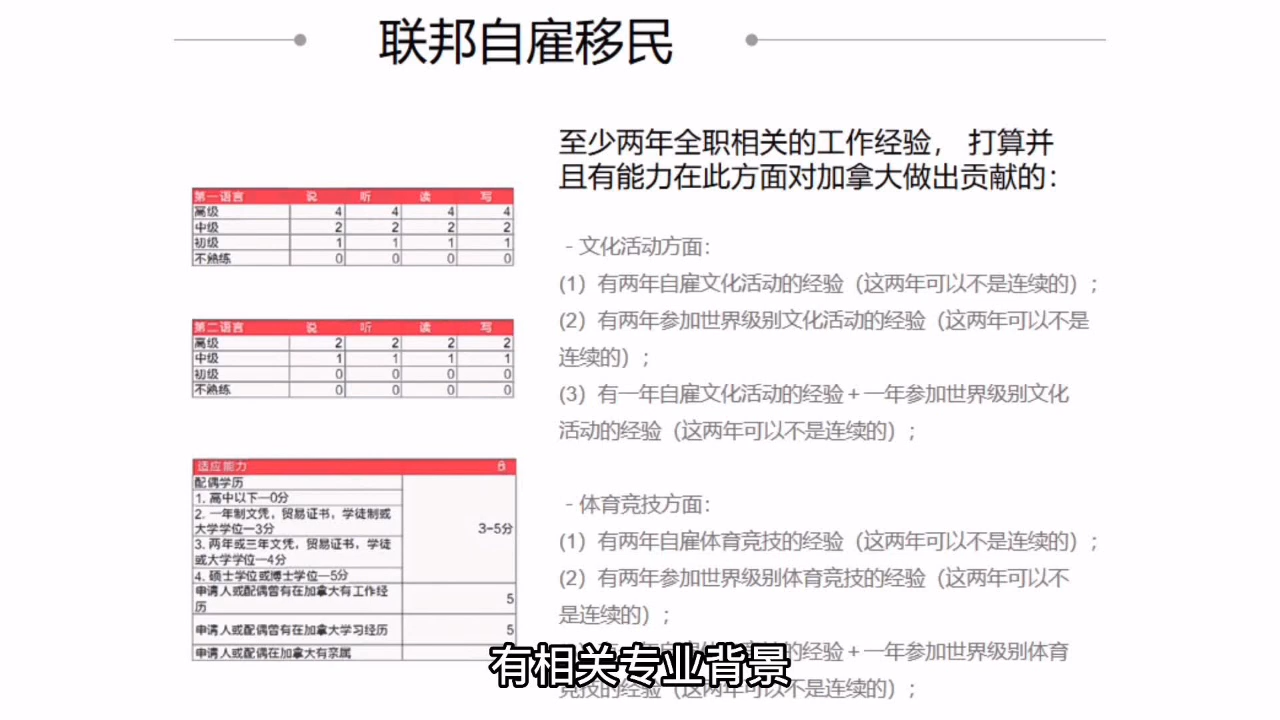 联邦自雇移民
至少两年全职相关的工作经验，打算并
且有能力在此方面对加拿大做出贡献的：
第一语言 说 听 读 写
高级 4 4 4 4
中级 2 2 2 2
初级 1 1 1 1
不熟练 0 0 0 0
第二语言 说 听 读 写
高级 2 2 2 2
中级 1 1 1 1
初级 0 0 0 0
不熟练 0 0 0 0
适应能力 6
配偶学历
1. 高中以下—0分
2. 一年制文凭，贸易证书，学徒制或
大学学位—3分
3. 两年或三年文凭，贸易证书，学徒
或大学学位—4分
4. 硕士学位或博士学位—5分
3-5分
申请人或配偶曾有在加拿大有工作经
历 5
申请人或配偶曾有在加拿大学习经历 5
申请人或配偶在加拿大有亲属
- 文化活动方面：
(1）有两年自雇文化活动的经验（这两年可以不是连续的）；
(2）有两年参加世界级别文化活动的经验（这两年可以不是
连续的）；
(3）有一年自雇文化活动的经验＋一年参加世界级别文化
活动的经验（这两年可以不是连续的）；
- 体育竞技方面：
(1）有两年自雇体育竞技的经验（这两年可以不是连续的）；
(2）有两年参加世界级别体育竞技的经验（这两年可以不
是连续的）；
经验＋一年参加世界级别体育
竞技的经验（这两年可以不是连续的）；
有相关专业背景